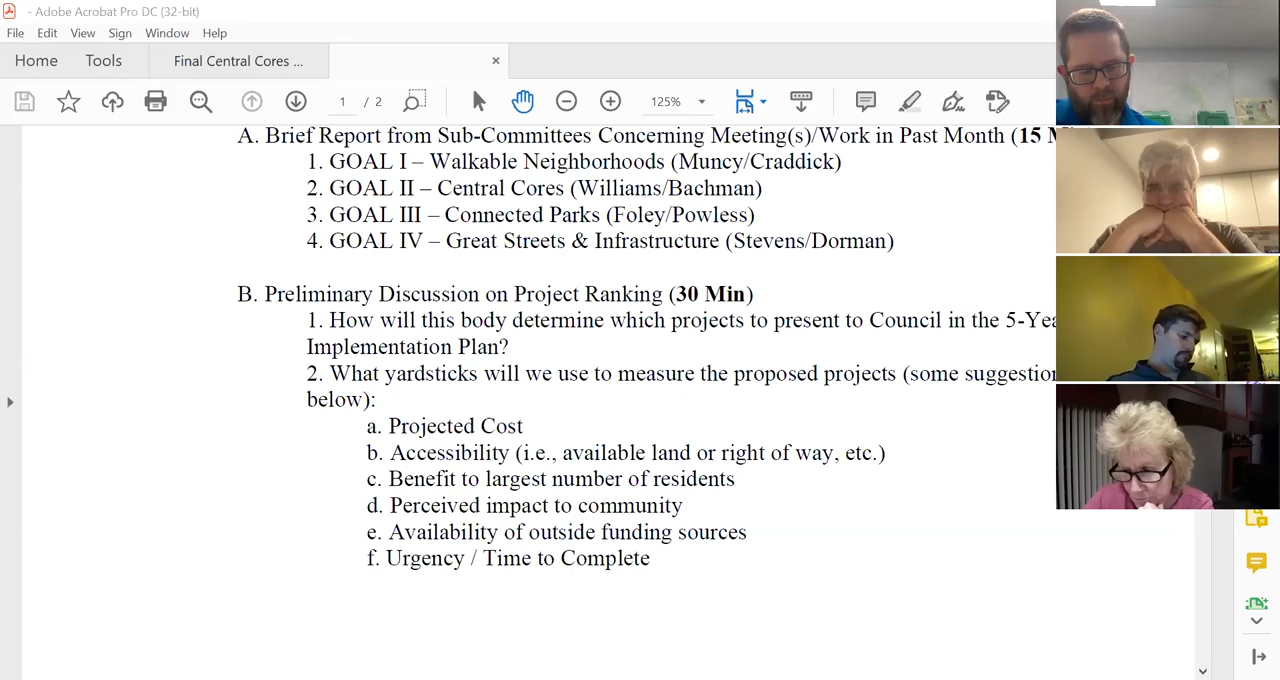 - Adobe Acrobat Pro DC (32-bit)
File Edit View Sign Window Help
Home Tools Final Central Cores ... ×
1 / 2 125%
A. Brief Report from Sub-Committees Concerning Meeting(s)/Work in Past Month (15 M
1. GOAL I – Walkable Neighborhoods (Muncy/Craddick)
2. GOAL II – Central Cores (Williams/Bachman)
3. GOAL III – Connected Parks (Foley/Powless)
4. GOAL IV – Great Streets & Infrastructure (Stevens/Dorman)
B. Preliminary Discussion on Project Ranking (30 Min)
1. How will this body determine which projects to present to Council in the 5-Yea
Implementation Plan?
2. What yardsticks will we use to measure the proposed projects (some suggestion
below):
a. Projected Cost
b. Accessibility (i.e., available land or right of way, etc.)
c. Benefit to largest number of residents
d. Perceived impact to community
e. Availability of outside funding sources
f. Urgency / Time to Complete